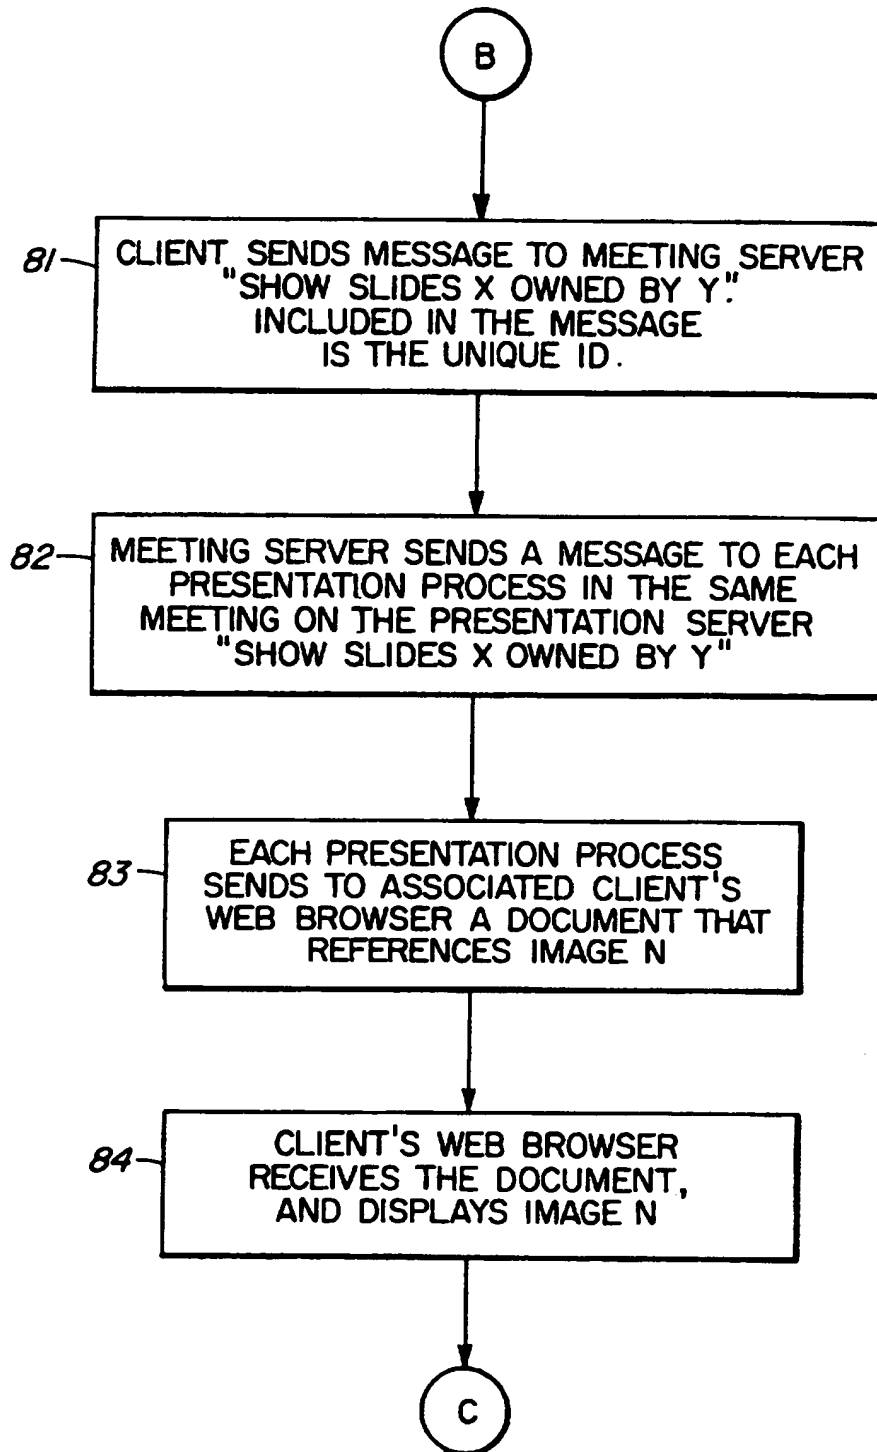 B
81
CLIENT SENDS MESSAGE TO MEETING SERVER
"SHOW SLIDES X OWNED BY Y."
INCLUDED IN THE MESSAGE
IS THE UNIQUE ID.
82
MEETING SERVER SENDS A MESSAGE TO EACH
PRESENTATION PROCESS IN THE SAME
MEETING ON THE PRESENTATION SERVER
"SHOW SLIDES X OWNED BY Y"
83
EACH PRESENTATION PROCESS
SENDS TO ASSOCIATED CLIENT'S
WEB BROWSER A DOCUMENT THAT
REFERENCES IMAGE N
84
CLIENT'S WEB BROWSER
RECEIVES THE DOCUMENT,
AND DISPLAYS IMAGE N
C